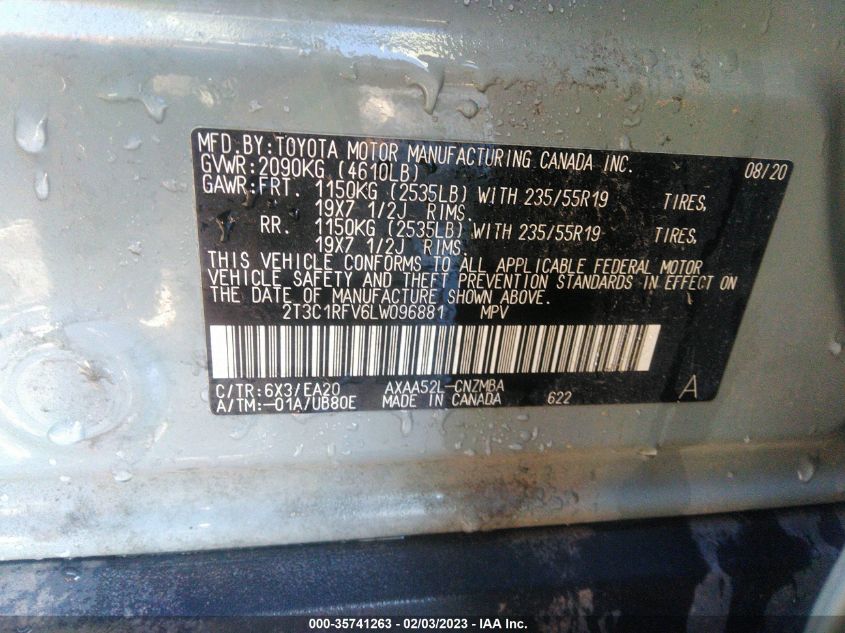 MFD.BY:TOYOTA MOTOR MANUFACTURING CANADA INC. 08/20
GVWR:2090KG (4610LB)
GAWR:FRT. 1150KG (2535LB) WITH 235/55R19 TIRES,
19X7 1/2J RIMS.
RR. 1150KG (2535LB) WITH 235/55R19 TIRES,
19X7 1/2J RIMS.
THIS VEHICLE CONFORMS TO ALL APPLICABLE FEDERAL MOTOR
VEHICLE SAFETY AND THEFT PREVENTION STANDARDS IN EFFECT ON
THE DATE OF MANUFACTURE SHOWN ABOVE.
2T3C1RFV6LW096881 MPV
C/TR:6X3/EA20 AXAA52L-CNZMBA
A/TM:-01A/UB80E MADE IN CANADA 622 A
000-35741263 - 02/03/2023 - © IAA Inc.